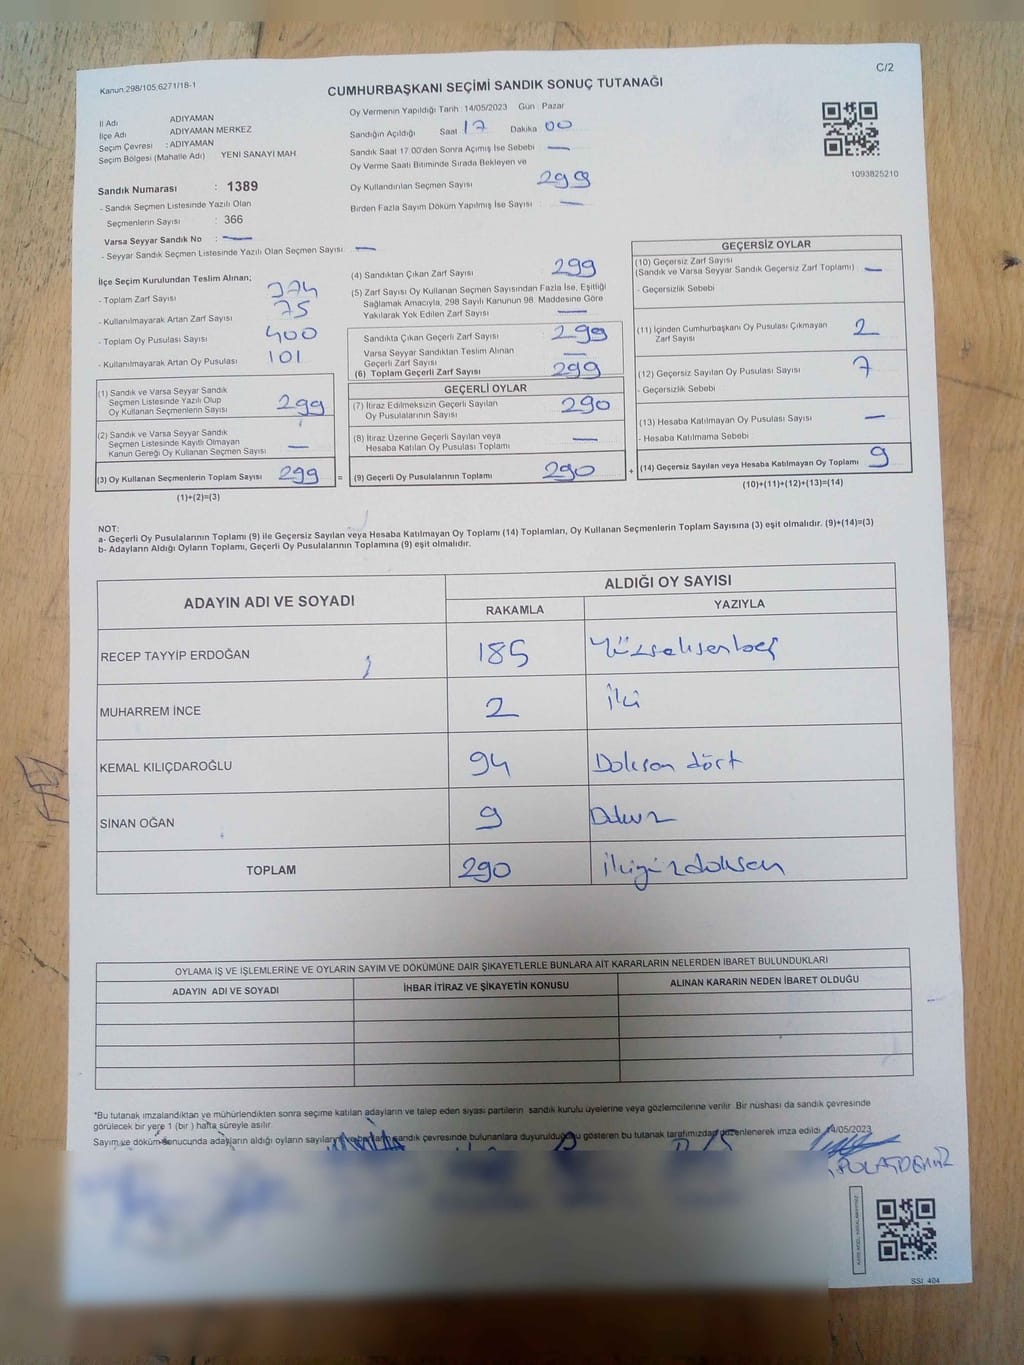 C/2
Kanun:298/105,6271/18-1
CUMHURBAŞKANI SEÇİMİ SANDIK SONUÇ TUTANAĞI
İl Adı ADIYAMAN
İlçe Adı ADIYAMAN MERKEZ
Seçim Çevresi : ADIYAMAN
Seçim Bölgesi (Mahalle Adı) YENİ SANAYİ MAH
Sandık Numarası : 1389
- Sandık Seçmen Listesinde Yazılı Olan
Seçmenlerin Sayısı : 366
Varsa Seyyar Sandık No : —
- Seyyar Sandık Seçmen Listesinde Yazılı Olan Seçmen Sayısı: —
Oy Vermenin Yapıldığı Tarih 14/05/2023 Gün : Pazar
Sandığın Açıldığı Saat 17 Dakika 00
Sandık Saat 17:00'den Sonra Açımış İse Sebebi —
Oy Verme Saati Bitiminde Sırada Bekleyen ve
Oy Kullandırılan Seçmen Sayısı 299
Birden Fazla Sayım Döküm Yapılmış İse Sayısı : —
1093825210
İlçe Seçim Kurulundan Teslim Alınan;
- Toplam Zarf Sayısı 374
- Kullanılmayarak Artan Zarf Sayısı 75
- Toplam Oy Pusulası Sayısı 400
- Kullanılmayarak Artan Oy Pusulası 101
(1) Sandık ve Varsa Seyyar Sandık
Seçmen Listesinde Yazılı Olup
Oy Kullanan Seçmenlerin Sayısı 299
(2) Sandık ve Varsa Seyyar Sandık
Seçmen Listesinde Kayıtlı Olmayan
Kanun Gereği Oy Kullanan Seçmen Sayısı —
(3) Oy Kullanan Seçmenlerin Toplam Sayısı 299
(1)+(2)=(3)
(4) Sandıktan Çıkan Zarf Sayısı 299
(5) Zarf Sayısı Oy Kullanan Seçmen Sayısından Fazla İse, Eşitliği
Sağlamak Amacıyla, 298 Sayılı Kanunun 98. Maddesine Göre
Yakılarak Yok Edilen Zarf Sayısı —
Sandıkta Çıkan Geçerli Zarf Sayısı 299
Varsa Seyyar Sandıktan Teslim Alınan
Geçerli Zarf Sayısı —
(6) Toplam Geçerli Zarf Sayısı 299
GEÇERLİ OYLAR
(7) İtiraz Edilmeksizin Geçerli Sayılan
Oy Pusulalarının Sayısı 290
(8) İtiraz Üzerine Geçerli Sayılan veya
Hesaba Katılan Oy Pusulası Toplamı —
= (9) Geçerli Oy Pusulalarının Toplamı 290 +
GEÇERSİZ OYLAR
(10) Geçersiz Zarf Sayısı
(Sandık ve Varsa Seyyar Sandık Geçersiz Zarf Toplamı) —
- Geçersizlik Sebebi
(11) İçinden Cumhurbaşkanı Oy Pusulası Çıkmayan
Zarf Sayısı 2
(12) Geçersiz Sayılan Oy Pusulası Sayısı 7
- Geçersizlik Sebebi
(13) Hesaba Katılmayan Oy Pusulası Sayısı —
- Hesaba Katılmama Sebebi
(14) Geçersiz Sayılan veya Hesaba Katılmayan Oy Toplamı 9
(10)+(11)+(12)+(13)=(14)
NOT:
a- Geçerli Oy Pusulalarının Toplamı (9) ile Geçersiz Sayılan veya Hesaba Katılmayan Oy Toplamı (14) Toplamları, Oy Kullanan Seçmenlerin Toplam Sayısına (3) eşit olmalıdır. (9)+(14)=(3)
b- Adayların Aldığı Oyların Toplamı, Geçerli Oy Pusulalarının Toplamına (9) eşit olmalıdır.
ADAYIN ADI VE SOYADI ALDIĞI OY SAYISI
RAKAMLA YAZIYLA
RECEP TAYYİP ERDOĞAN 185 Yüzseksenbeş
MUHARREM İNCE 2 İki
KEMAL KILIÇDAROĞLU 94 Doksan dört
SİNAN OĞAN 9 Dokuz
TOPLAM 290 İkiyüzdoksan
OYLAMA İŞ VE İŞLEMLERİNE VE OYLARIN SAYIM VE DÖKÜMÜNE DAİR ŞİKAYETLERLE BUNLARA AİT KARARLARIN NELERDEN İBARET BULUNDUKLARI
ADAYIN ADI VE SOYADI İHBAR İTİRAZ VE ŞİKAYETİN KONUSU ALINAN KARARIN NEDEN İBARET OLDUĞU
*Bu tutanak imzalandıktan ve mühürlendikten sonra seçime katılan adayların ve talep eden siyasi partilerin sandık kurulu üyelerine veya gözlemcilerine verilir. Bir nüshası da sandık çevresinde
görülecek bir yere 1 (bir ) hafta süreyle asılır.
Sayım ve döküm sonucunda adayların aldığı oyların sayıları sandık çevresinde bulunanlara duyurulduğunu gösteren bu tutanak tarafımızdan düzenlenerek imza edildi. 14/05/2023
POLATDEMİR
SSI: 404